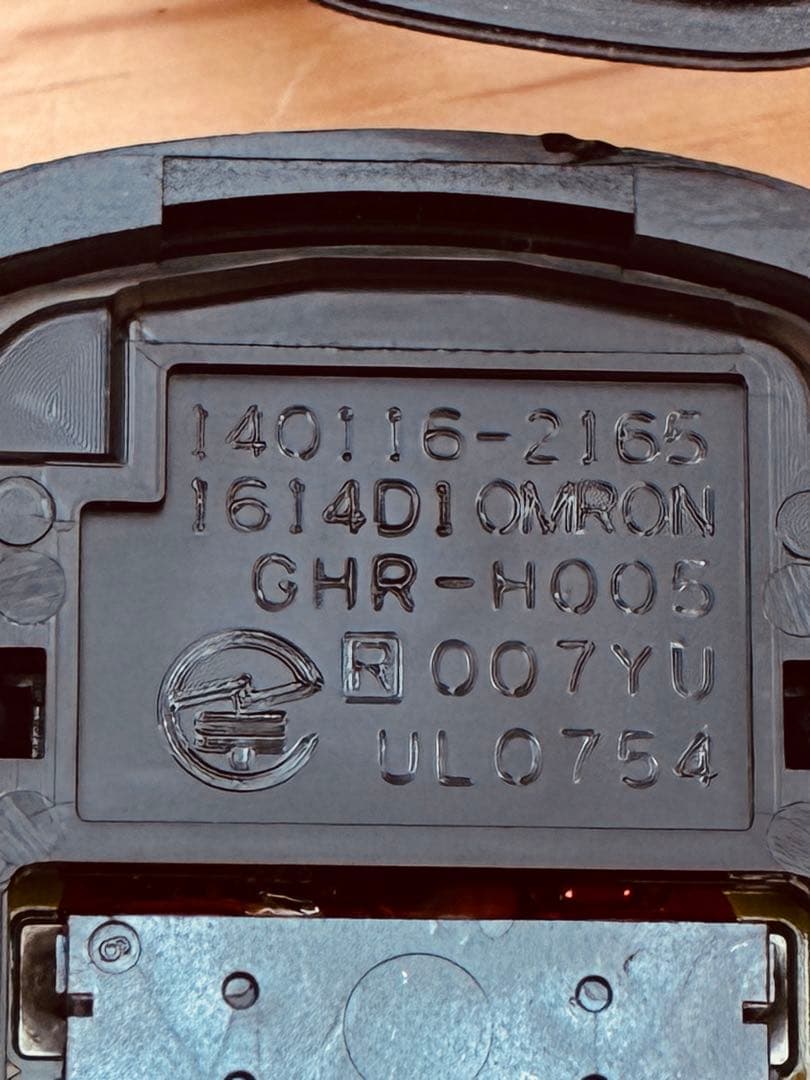 140116-2165
1614D1OMRON
GHR-H005
R 007YU
UL0754